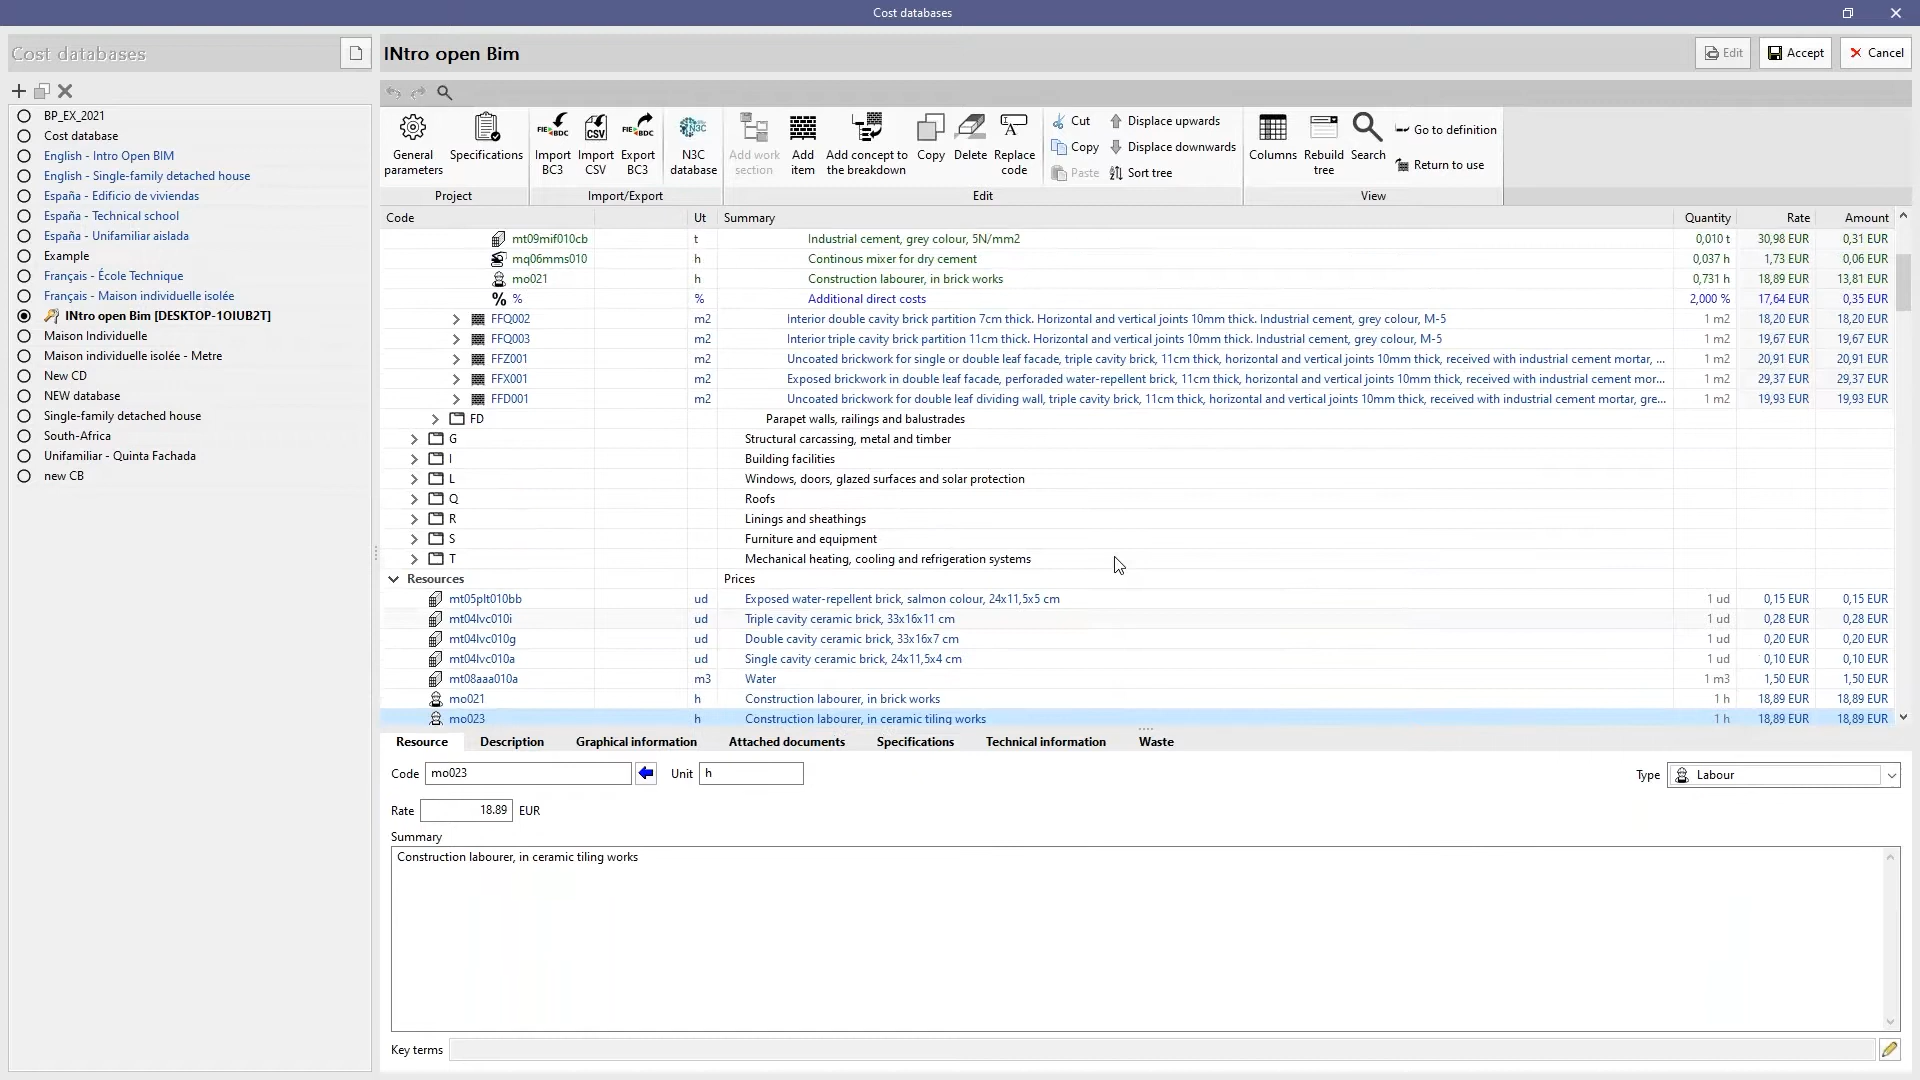 Cost databases
Cost databases
INtro open Bim
Edit
Accept
Cancel
BP_EX_2021
Cost database
English - Intro Open BIM
English - Single-family detached house
España - Edificio de viviendas
España - Technical school
España - Unifamiliar aislada
Example
Français - École Technique
Français - Maison individuelle isolée
INtro open Bim [DESKTOP-1OIUB2T]
Maison Individuelle
Maison individuelle isolée - Metre
New CD
NEW database
Single-family detached house
South-Africa
Unifamiliar - Quinta Fachada
new CB
General parameters
Specifications
Import BC3
Import CSV
Export BC3
N3C database
Add work section
Add item
Add concept to the breakdown
Copy
Delete
Replace code
Cut
Copy
Paste
Displace upwards
Displace downwards
Sort tree
Columns
Rebuild tree
Search
Go to definition
Return to use
Project
Import/Export
Edit
View
Code Ut Summary Quantity Rate Amount
mt09mif010cb t Industrial cement, grey colour, 5N/mm2 0,010 t 30,98 EUR 0,31 EUR
mq06mms010 h Continous mixer for dry cement 0,037 h 1,73 EUR 0,06 EUR
mo021 h Construction labourer, in brick works 0,731 h 18,89 EUR 13,81 EUR
% % % Additional direct costs 2,000 % 17,64 EUR 0,35 EUR
FFQ002 m2 Interior double cavity brick partition 7cm thick. Horizontal and vertical joints 10mm thick. Industrial cement, grey colour, M-5 1 m2 18,20 EUR 18,20 EUR
FFQ003 m2 Interior triple cavity brick partition 11cm thick. Horizontal and vertical joints 10mm thick. Industrial cement, grey colour, M-5 1 m2 19,67 EUR 19,67 EUR
FFZ001 m2 Uncoated brickwork for single or double leaf facade, triple cavity brick, 11cm thick, horizontal and vertical joints 10mm thick, received with industrial cement mortar, ... 1 m2 20,91 EUR 20,91 EUR
FFX001 m2 Exposed brickwork in double leaf facade, perforaded water-repellent brick, 11cm thick, horizontal and vertical joints 10mm thick, received with industrial cement mor... 1 m2 29,37 EUR 29,37 EUR
FFD001 m2 Uncoated brickwork for double leaf dividing wall, triple cavity brick, 11cm thick, horizontal and vertical joints 10mm thick, received with industrial cement mortar, gre... 1 m2 19,93 EUR 19,93 EUR
FD Parapet walls, railings and balustrades
G Structural carcassing, metal and timber
I Building facilities
L Windows, doors, glazed surfaces and solar protection
Q Roofs
R Linings and sheathings
S Furniture and equipment
T Mechanical heating, cooling and refrigeration systems
Resources Prices
mt05plt010bb ud Exposed water-repellent brick, salmon colour, 24x11,5x5 cm 1 ud 0,15 EUR 0,15 EUR
mt04lvc010i ud Triple cavity ceramic brick, 33x16x11 cm 1 ud 0,28 EUR 0,28 EUR
mt04lvc010g ud Double cavity ceramic brick, 33x16x7 cm 1 ud 0,20 EUR 0,20 EUR
mt04lvc010a ud Single cavity ceramic brick, 24x11,5x4 cm 1 ud 0,10 EUR 0,10 EUR
mt08aaa010a m3 Water 1 m3 1,50 EUR 1,50 EUR
mo021 h Construction labourer, in brick works 1 h 18,89 EUR 18,89 EUR
mo023 h Construction labourer, in ceramic tiling works 1 h 18,89 EUR 18,89 EUR
Resource Description Graphical information Attached documents Specifications Technical information Waste
Code mo023 Unit h Type Labour
Rate 18.89 EUR
Summary
Construction labourer, in ceramic tiling works
Key terms